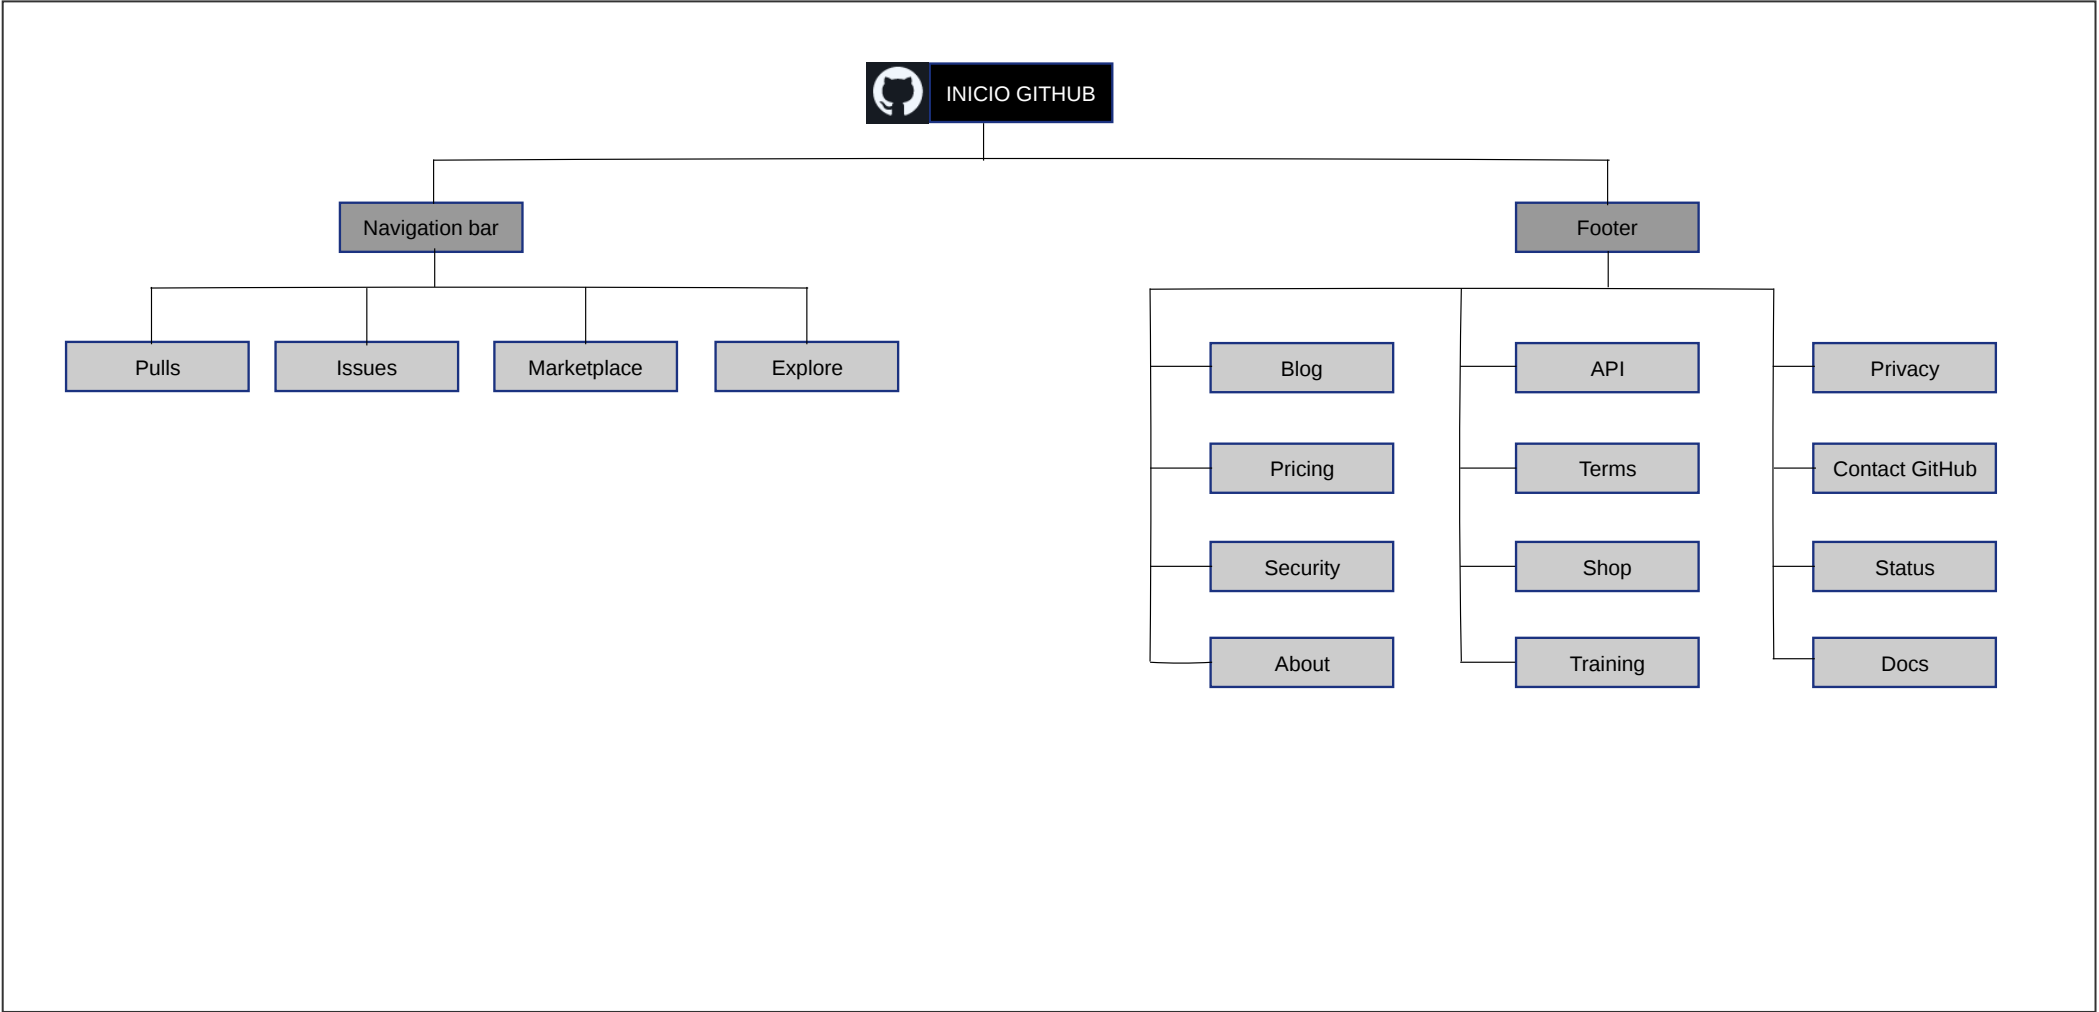 INICIO GITHUB
Navigation bar
Footer
Pulls
Issues
Marketplace
Explore
Blog
API
Privacy
Pricing
Terms
Contact GitHub
Security
Shop
Status
About
Training
Docs